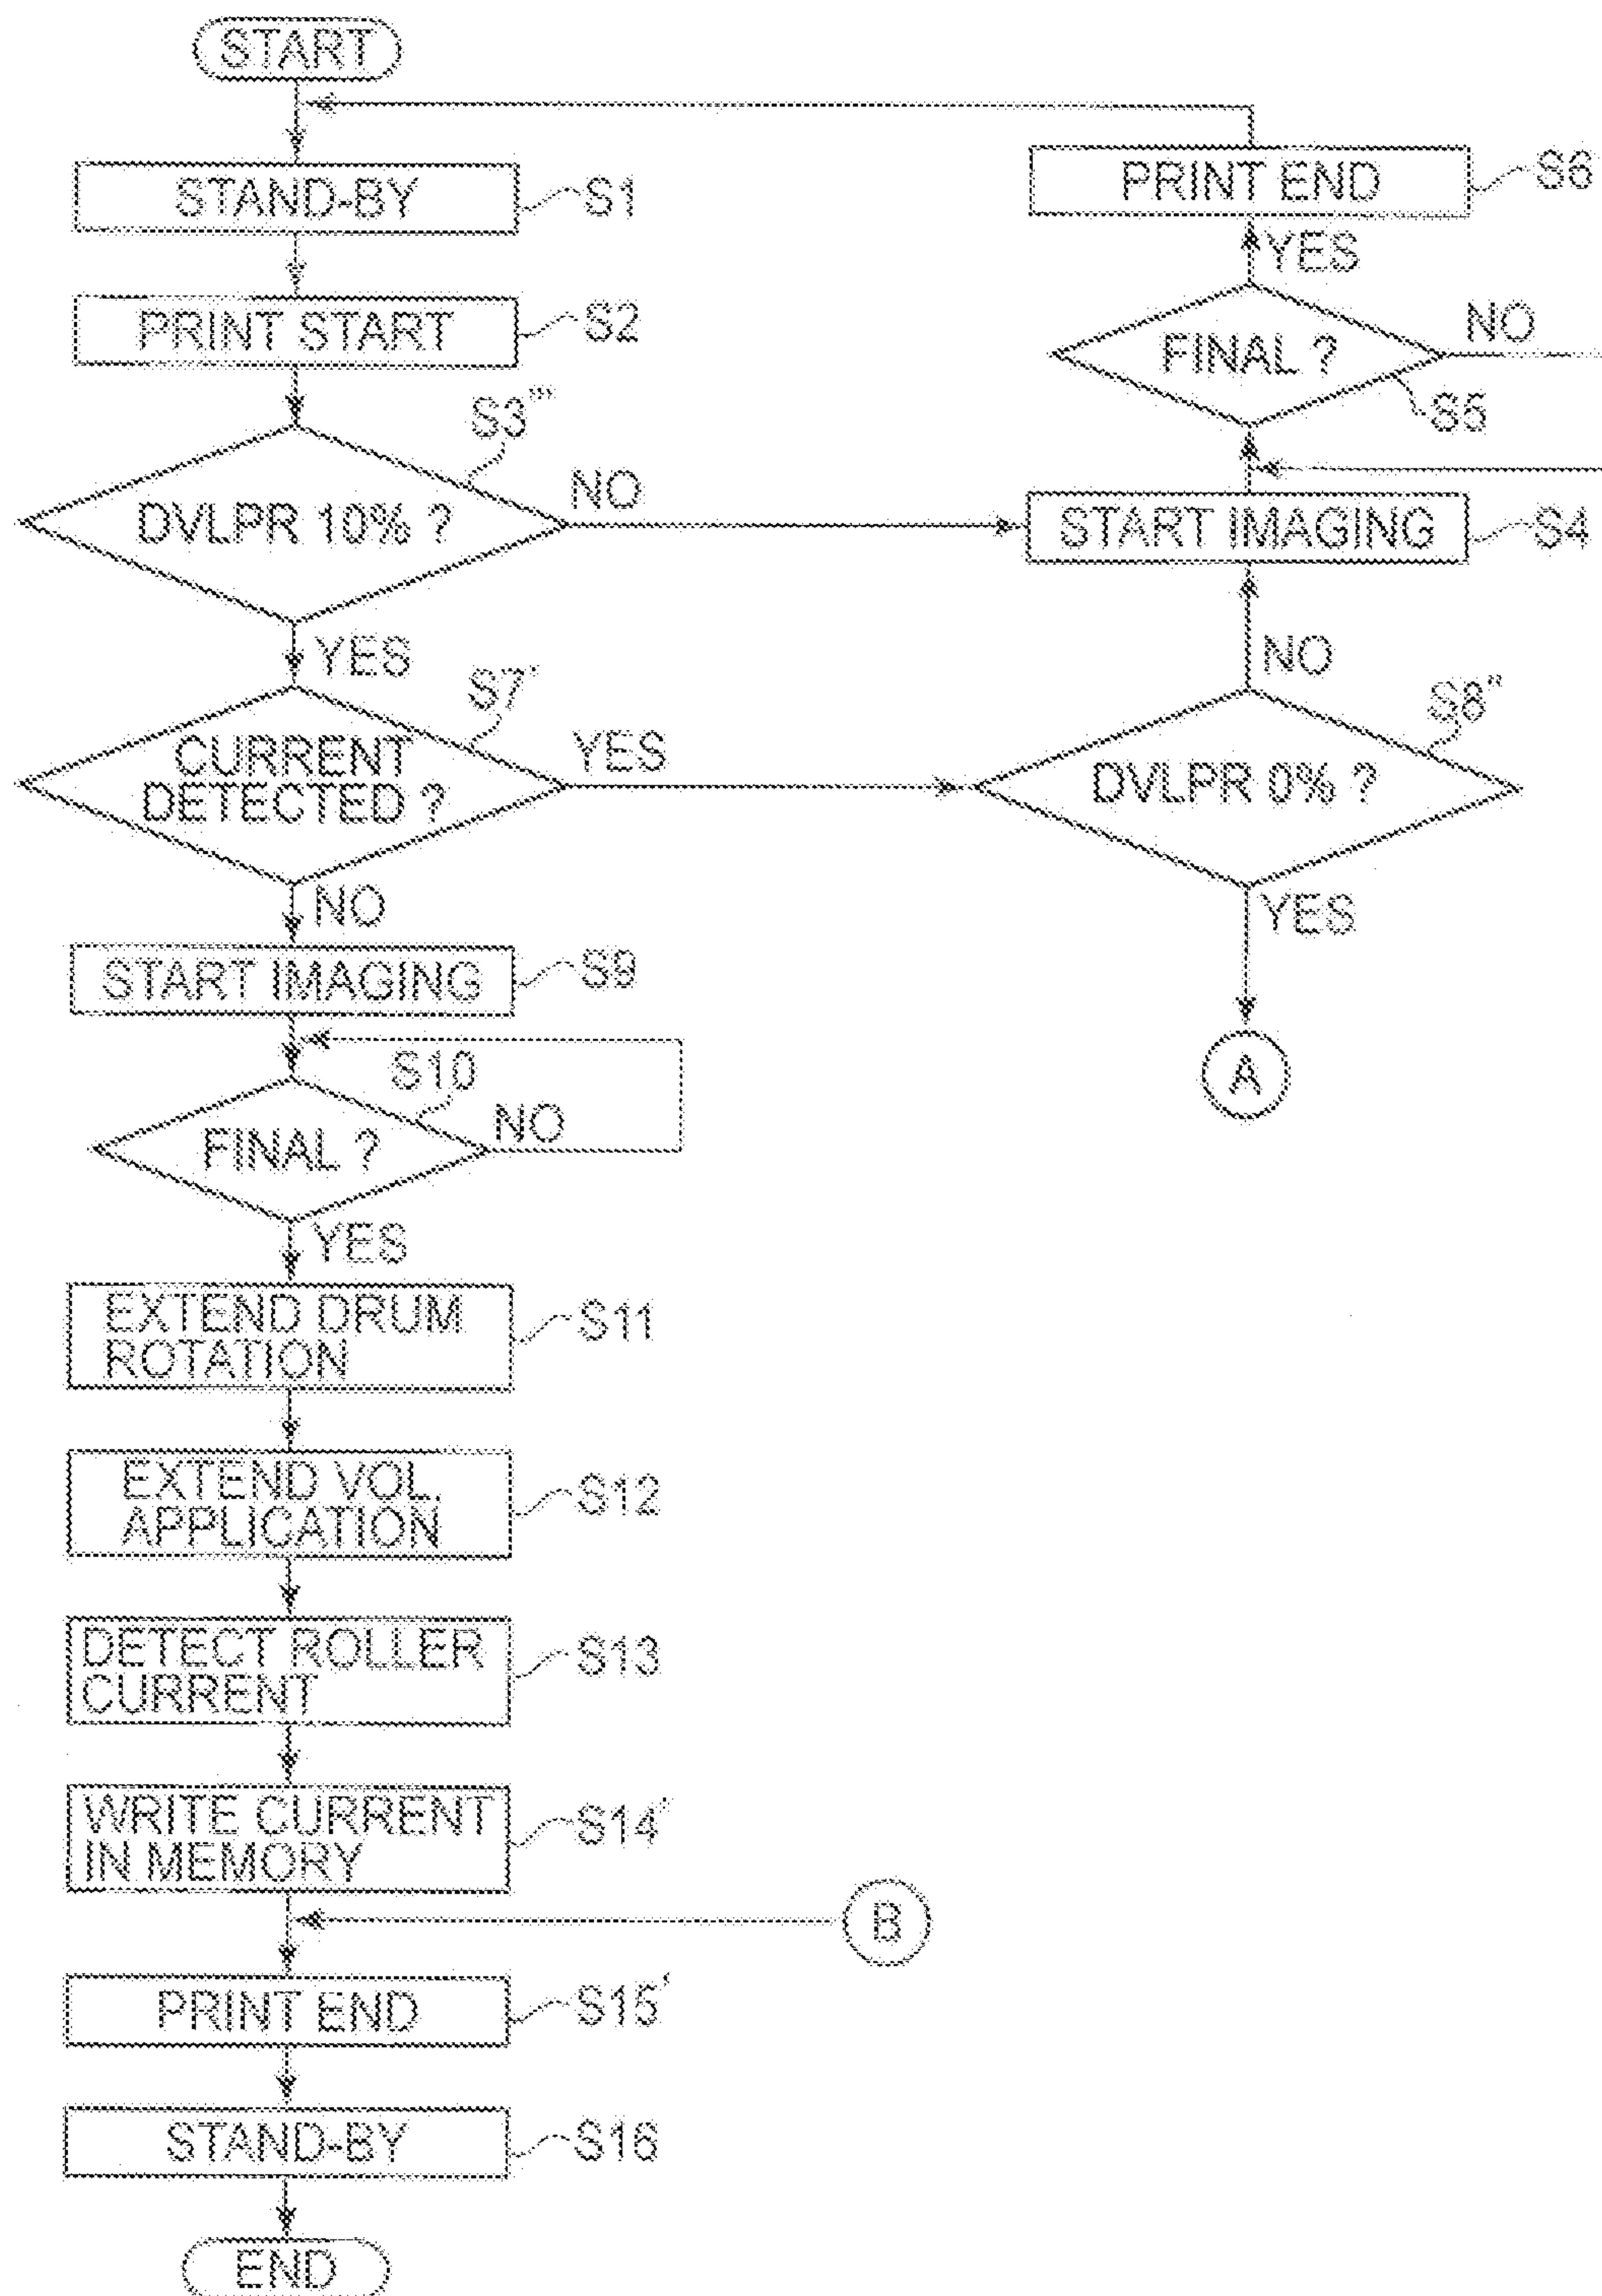 START
STAND-BY
S1
PRINT START
S2
DVLPR 10% ?
S3'''
NO
YES
CURRENT
DETECTED ?
S7'
YES
NO
START IMAGING
S9
FINAL ?
S10
NO
YES
EXTEND DRUM
ROTATION
S11
EXTEND VOL.
APPLICATION
S12
DETECT ROLLER
CURRENT
S13
WRITE CURRENT
IN MEMORY
S14'
B
PRINT END
S15'
STAND-BY
S16
END
PRINT END
S6
YES
FINAL ?
NO
S5
START IMAGING
S4
NO
DVLPR 0% ?
S8"
YES
A